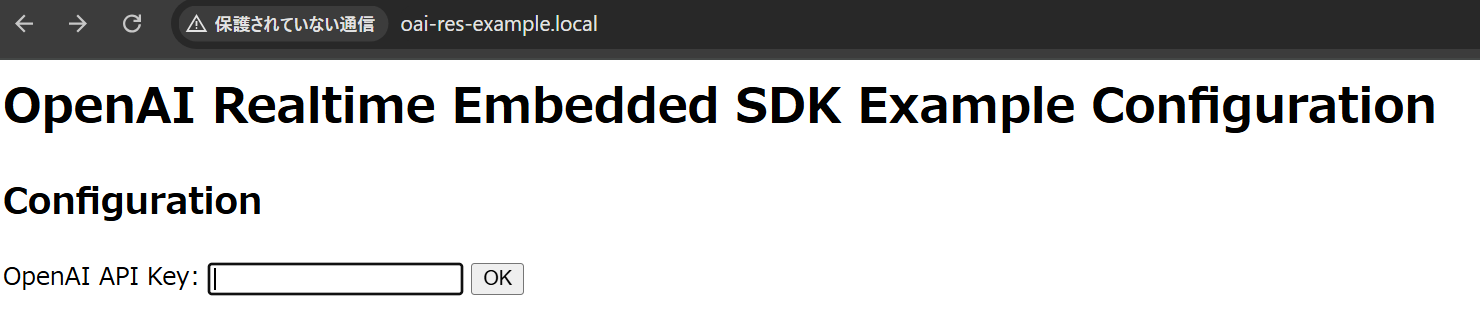 保護されていない通信 oai-res-example.local
OpenAI Realtime Embedded SDK Example Configuration
Configuration
OpenAI API Key: OK